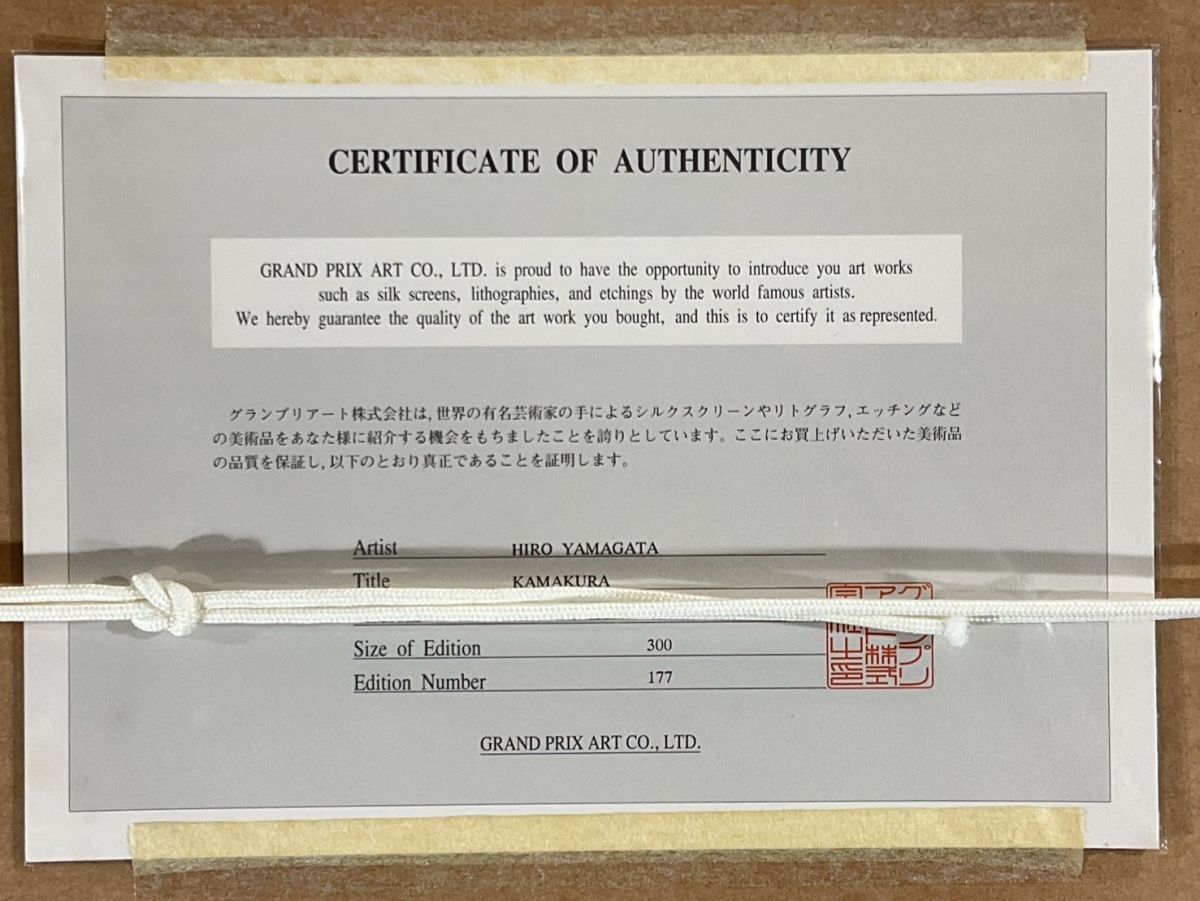 CERTIFICATE OF AUTHENTICITY
GRAND PRIX ART CO., LTD. is proud to have the opportunity to introduce you art works
such as silk screens, lithographies, and etchings by the world famous artists.
We hereby guarantee the quality of the art work you bought, and this is to certify it as represented.
グランプリアート株式会社は,世界の有名芸術家の手によるシルクスクリーンやリトグラフ,エッチングなど
の美術品をあなた様に紹介する機会をもちましたことを誇りとしています。ここにお買上げいただいた美術品
の品質を保証し,以下のとおり真正であることを証明します。
Artist HIRO YAMAGATA
Title KAMAKURA
Size of Edition 300
Edition Number 177
GRAND PRIX ART CO., LTD.